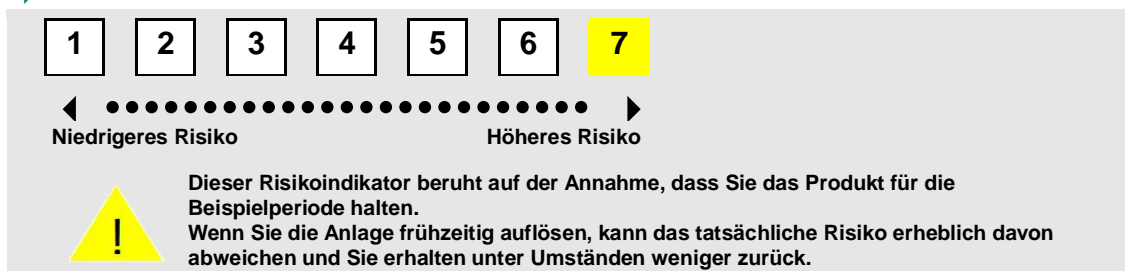 1 2 3 4 5 6 7
Niedrigeres Risiko Höheres Risiko
Dieser Risikoindikator beruht auf der Annahme, dass Sie das Produkt für die
Beispielperiode halten.
! Wenn Sie die Anlage frühzeitig auflösen, kann das tatsächliche Risiko erheblich davon
abweichen und Sie erhalten unter Umständen weniger zurück.